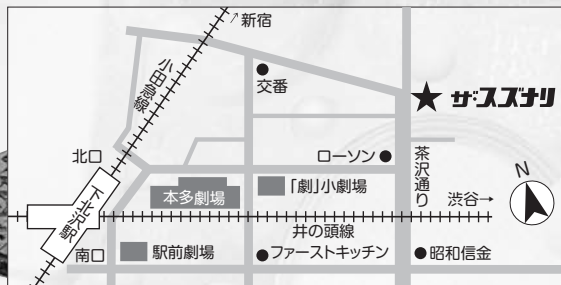 ↗新宿
小田急線
交番
★ ザ・スズナリ
北口
ローソン
茶沢通り
本多劇場
「劇」小劇場
渋谷→
N
下北沢駅
井の頭線
南口
駅前劇場
ファーストキッチン
昭和信金